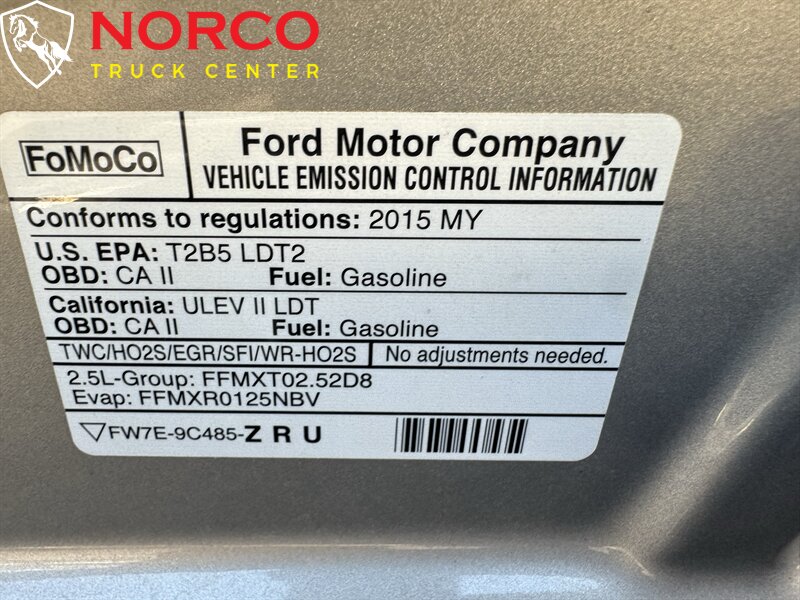 NORCO
TRUCK CENTER
FoMoCo
Ford Motor Company
VEHICLE EMISSION CONTROL INFORMATION
Conforms to regulations: 2015 MY
U.S. EPA: T2B5 LDT2
OBD: CA II Fuel: Gasoline
California: ULEV II LDT
OBD: CA II Fuel: Gasoline
TWC/HO2S/EGR/SFI/WR-HO2S No adjustments needed.
2.5L-Group: FFMXT02.52D8
Evap: FFMXR0125NBV
▽FW7E-9C485-Z R U